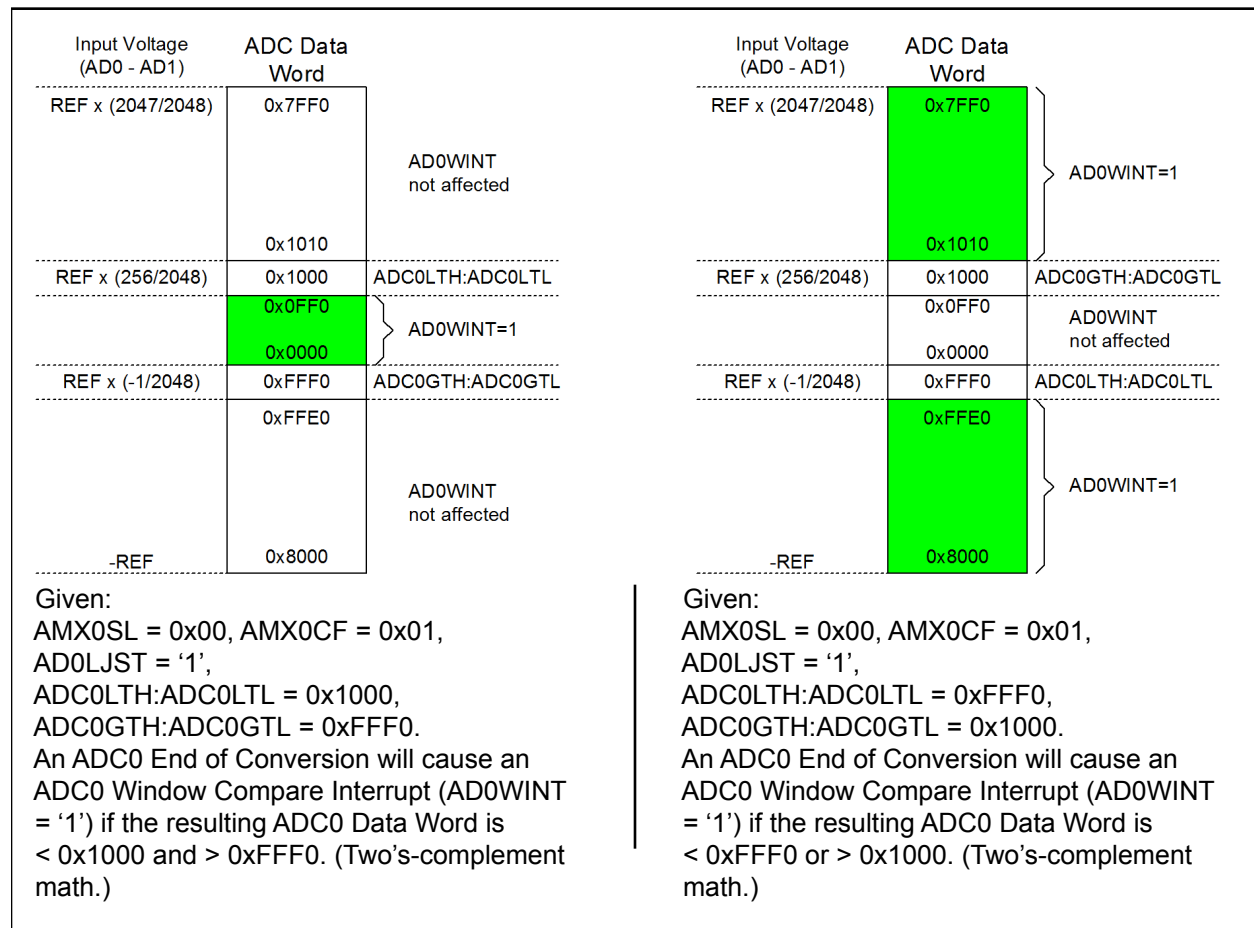 Input Voltage
(AD0 - AD1)
ADC Data
Word
REF x (2047/2048)
0x7FF0
AD0WINT
not affected
0x1010
REF x (256/2048)
0x1000
ADC0LTH:ADC0LTL
0x0FF0
AD0WINT=1
0x0000
REF x (-1/2048)
0xFFF0
ADC0GTH:ADC0GTL
0xFFE0
AD0WINT
not affected
-REF
0x8000
Given:
AMX0SL = 0x00, AMX0CF = 0x01,
AD0LJST = ‘1’,
ADC0LTH:ADC0LTL = 0x1000,
ADC0GTH:ADC0GTL = 0xFFF0.
An ADC0 End of Conversion will cause an
ADC0 Window Compare Interrupt (AD0WINT
= ‘1’) if the resulting ADC0 Data Word is
< 0x1000 and > 0xFFF0. (Two’s-complement
math.)
Input Voltage
(AD0 - AD1)
ADC Data
Word
REF x (2047/2048)
0x7FF0
AD0WINT=1
0x1010
REF x (256/2048)
0x1000
ADC0GTH:ADC0GTL
0x0FF0
AD0WINT
not affected
0x0000
REF x (-1/2048)
0xFFF0
ADC0LTH:ADC0LTL
0xFFE0
AD0WINT=1
-REF
0x8000
Given:
AMX0SL = 0x00, AMX0CF = 0x01,
AD0LJST = ‘1’,
ADC0LTH:ADC0LTL = 0xFFF0,
ADC0GTH:ADC0GTL = 0x1000.
An ADC0 End of Conversion will cause an
ADC0 Window Compare Interrupt (AD0WINT
= ‘1’) if the resulting ADC0 Data Word is
< 0xFFF0 or > 0x1000. (Two’s-complement
math.)